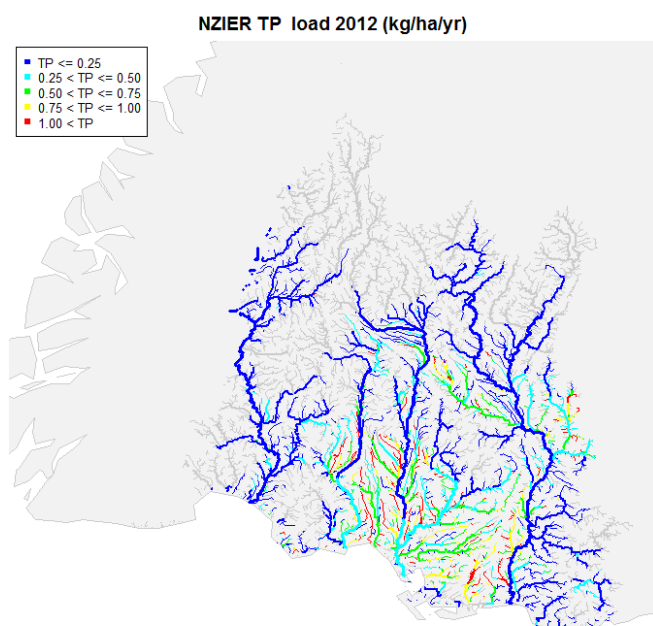 NZIER TP load 2012 (kg/ha/yr)
TP <= 0.25
0.25 < TP <= 0.50
0.50 < TP <= 0.75
0.75 < TP <= 1.00
1.00 < TP